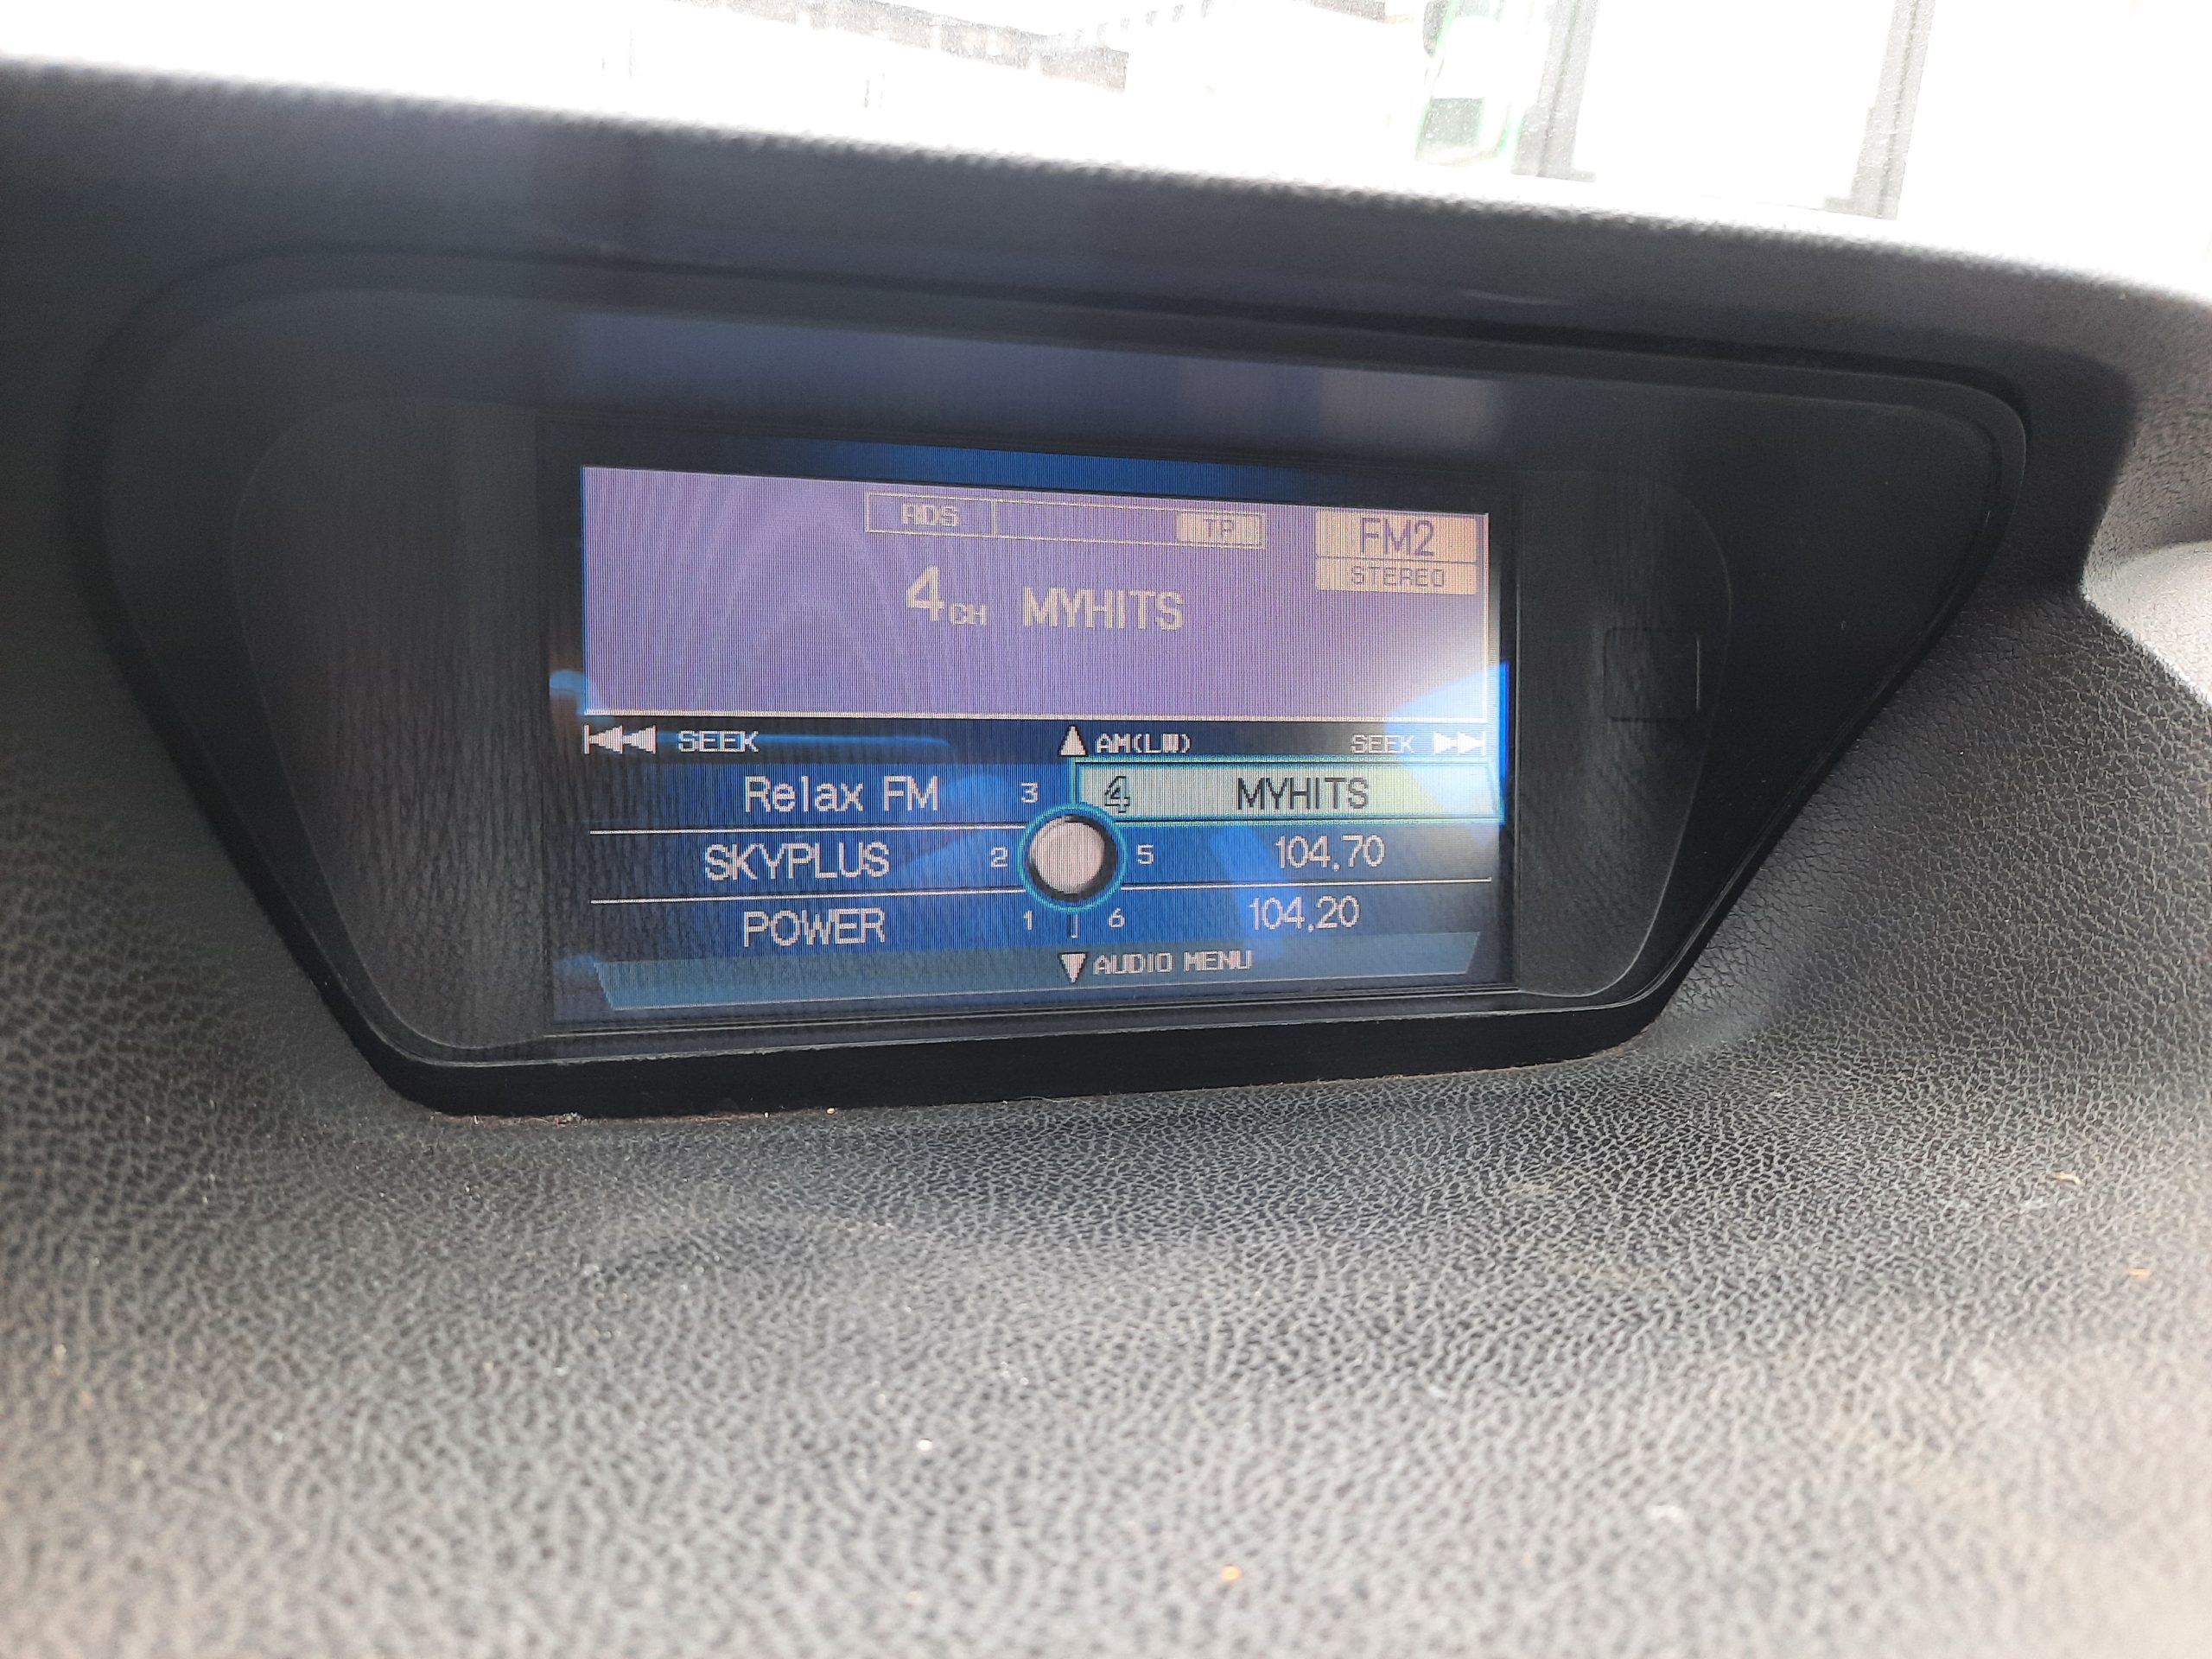 RDS TP FM2
STEREO
4CH MYHITS
SEEK AM(LW) SEEK
Relax FM 3 4 MYHITS
SKYPLUS 2 5 104.70
POWER 1 6 104.20
AUDIO MENU